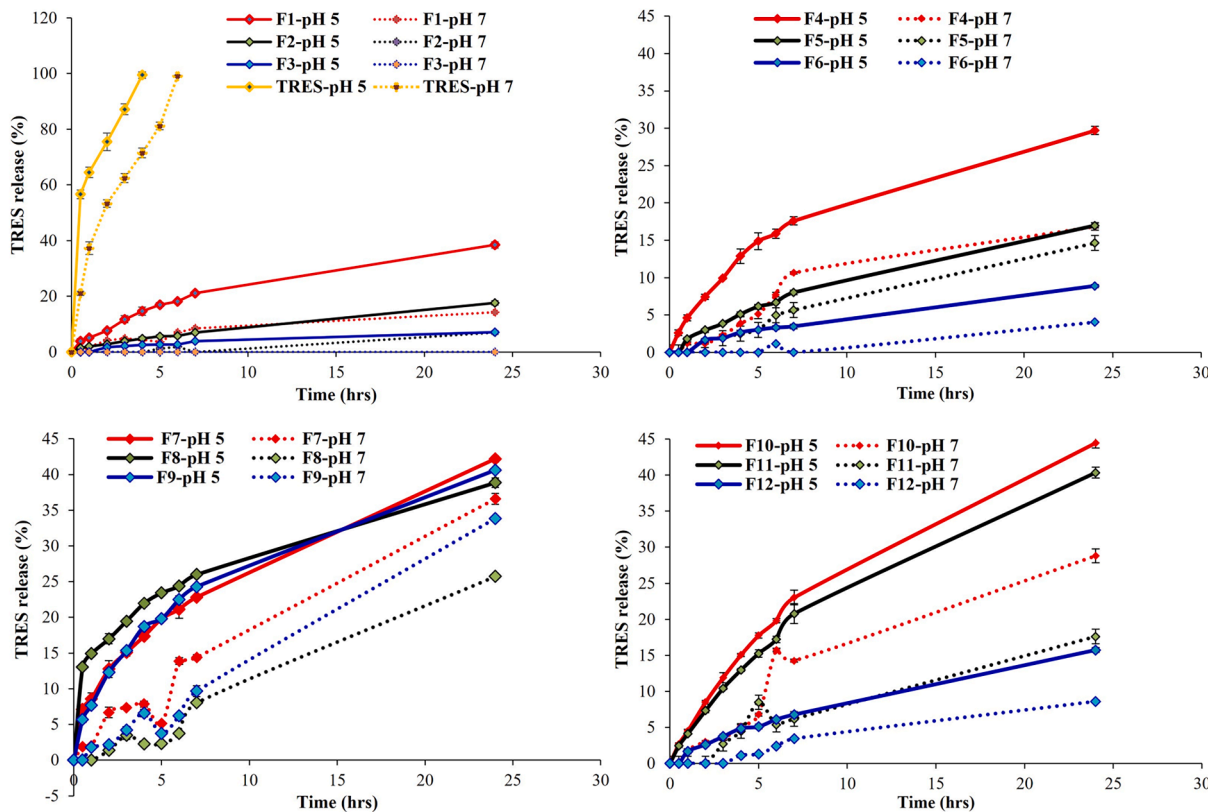 F1-pH 5 F1-pH 7
F2-pH 5 F2-pH 7
F3-pH 5 F3-pH 7
TRES-pH 5 TRES-pH 7
120
100
80
60
40
20
0
TRES release (%)
0 5 10 15 20 25 30
Time (hrs)
F4-pH 5 F4-pH 7
F5-pH 5 F5-pH 7
F6-pH 5 F6-pH 7
45
40
35
30
25
20
15
10
5
0
TRES release (%)
0 5 10 15 20 25 30
Time (hrs)
F7-pH 5 F7-pH 7
F8-pH 5 F8-pH 7
F9-pH 5 F9-pH 7
45
40
35
30
25
20
15
10
5
0
-5
TRES release (%)
0 5 10 15 20 25 30
Time (hrs)
F10-pH 5 F10-pH 7
F11-pH 5 F11-pH 7
F12-pH 5 F12-pH 7
45
40
35
30
25
20
15
10
5
0
TRES release (%)
0 5 10 15 20 25 30
Time (hrs)